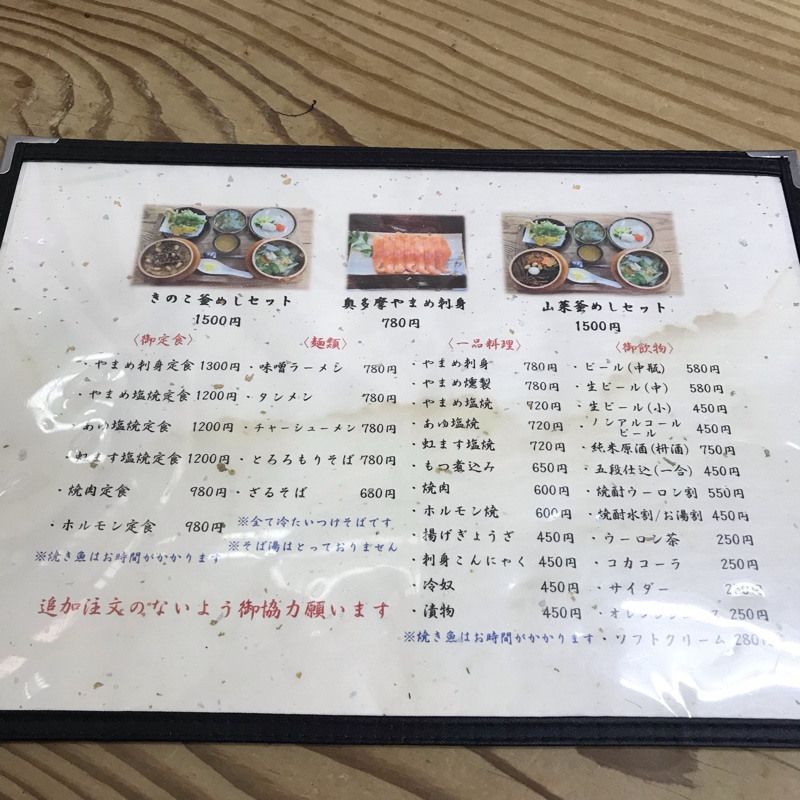 きのこ釜めしセット
1500円
奥多摩やまめ刺身
780円
山菜釜めしセット
1500円
〈御定食〉
・やまめ刺身定食 1300円
・やまめ塩焼定食 1200円
・あゆ塩焼定食 1200円
・虹ます塩焼定食 1200円
・焼肉定食 980円
・ホルモン定食 980円
※焼き魚はお時間がかかります
〈麺類〉
・味噌ラーメン 780円
・タンメン 780円
・チャーシューメン 780円
・とろろもりそば 780円
・ざるそば 680円
※全て冷たいつけそばです
※そば湯はとっておりません
追加注文のないよう御協力願います
〈一品料理〉
・やまめ刺身 780円
・やまめ燻製 780円
・やまめ塩焼 720円
・あゆ塩焼 720円
・虹ます塩焼 720円
・もつ煮込み 650円
・焼肉 600円
・ホルモン焼 600円
・揚げぎょうざ 450円
・刺身こんにゃく 450円
・冷奴 450円
・漬物 450円
※焼き魚はお時間がかかります
〈御飲物〉
・ビール(中瓶) 580円
・生ビール(中) 580円
・生ビール(小) 450円
・ノンアルコール
ビール 450円
・純米原酒(枡酒) 750円
・五段仕込(一合) 450円
・焼酎ウーロン割 550円
・焼酎水割/お湯割 450円
・ウーロン茶 250円
・コカコーラ 250円
・サイダー
・ 250円
・ソフトクリーム 280円